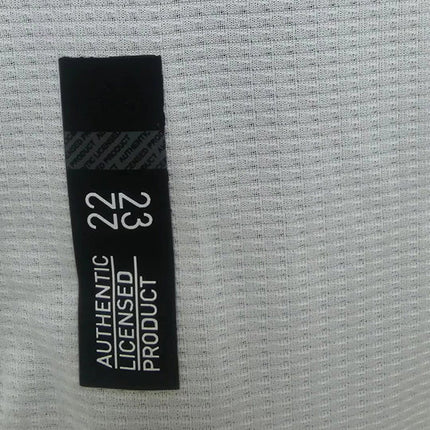 AUTHENTIC
LICENSED
PRODUCT
22
23